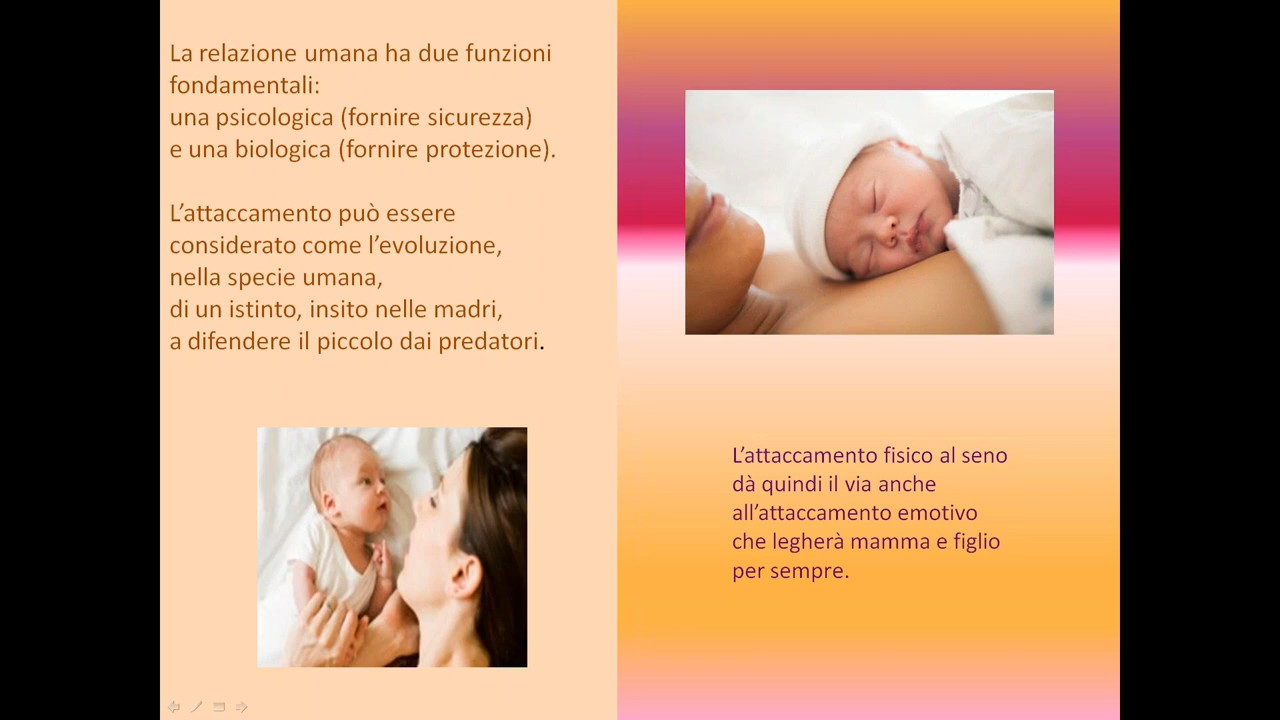 La relazione umana ha due funzioni
fondamentali:
una psicologica (fornire sicurezza)
e una biologica (fornire protezione).
L’attaccamento può essere
considerato come l’evoluzione,
nella specie umana,
di un istinto, insito nelle madri,
a difendere il piccolo dai predatori.
L’attaccamento fisico al seno
dà quindi il via anche
all’attaccamento emotivo
che legherà mamma e figlio
per sempre.